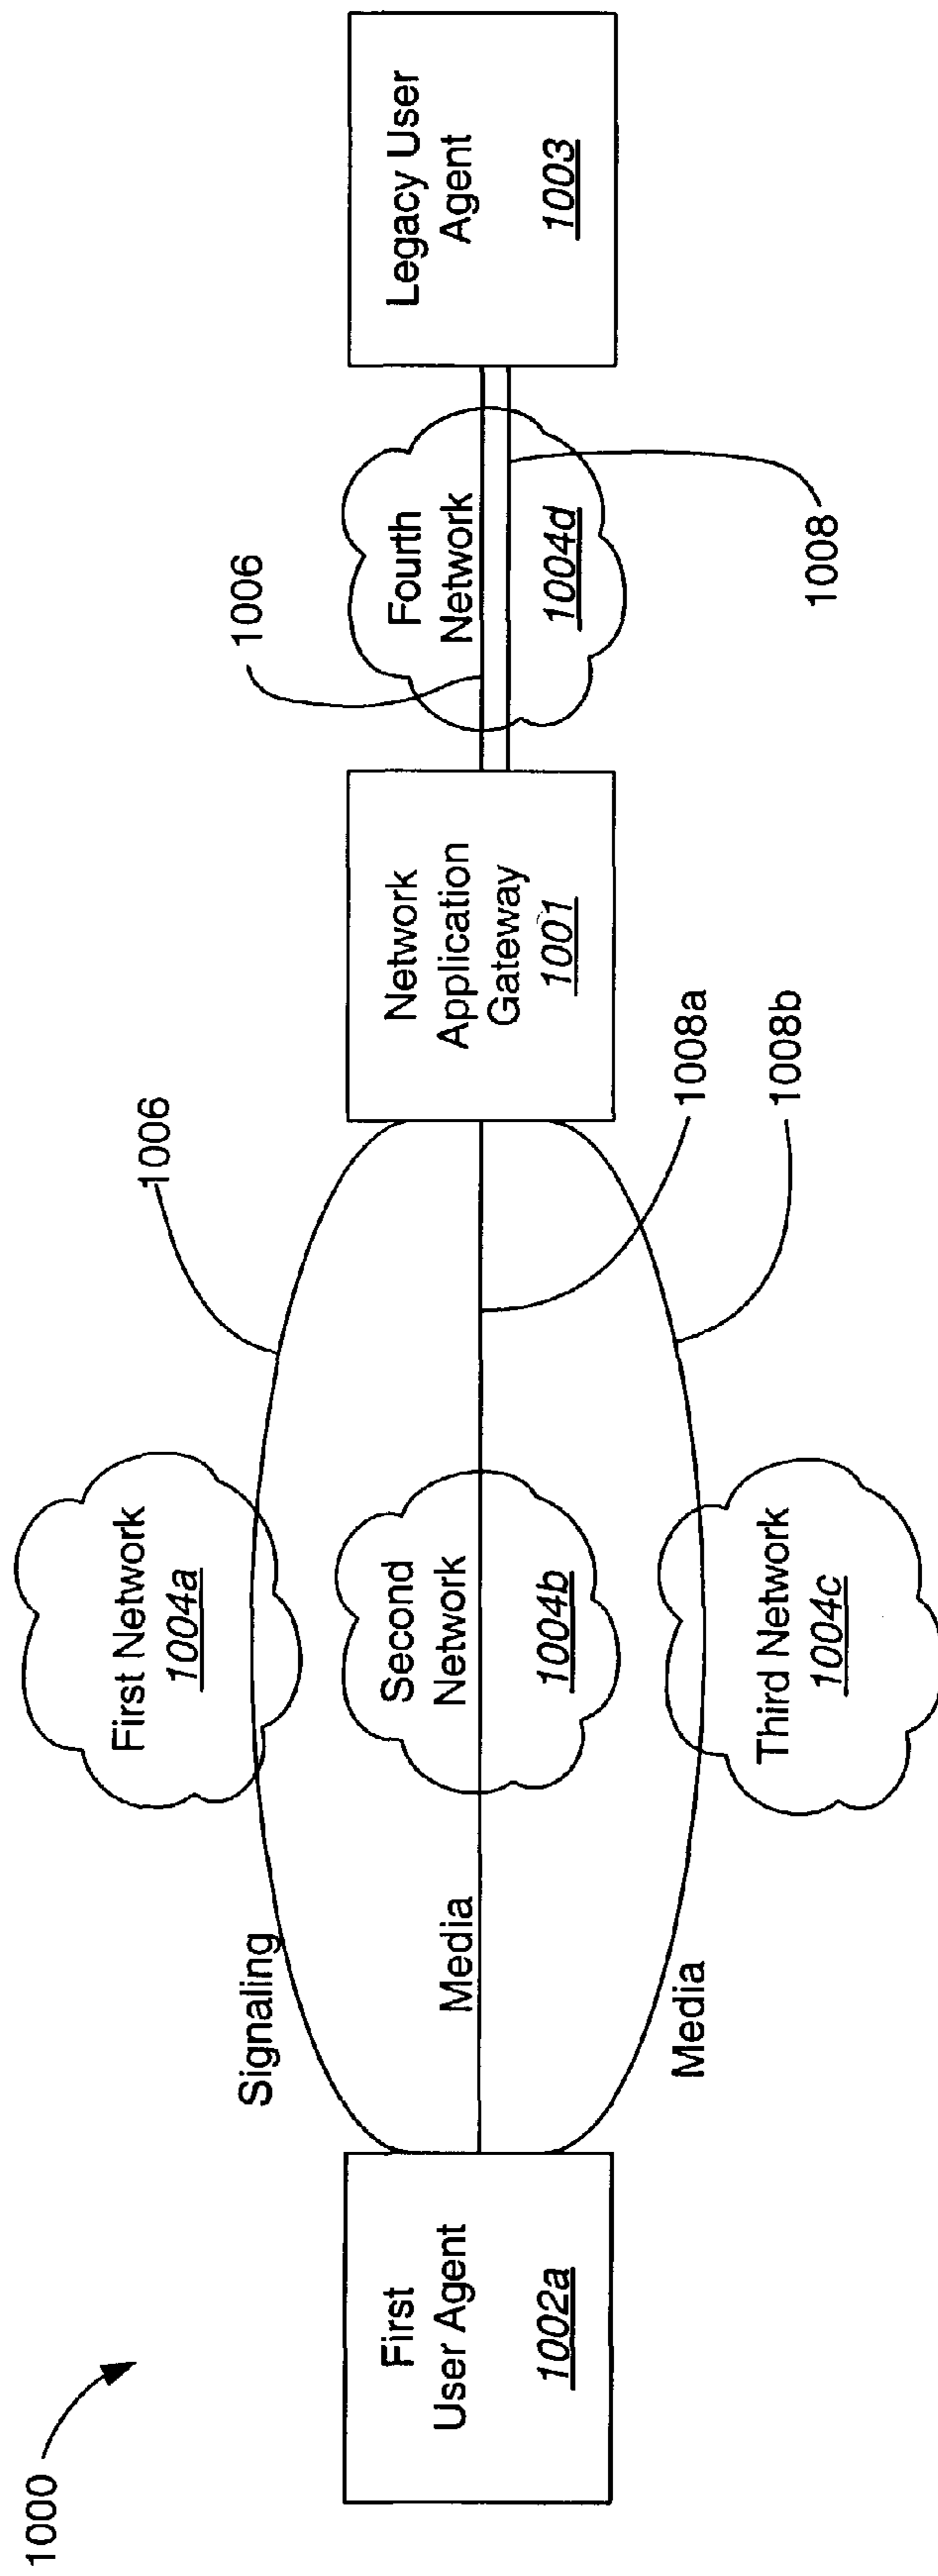 1000
First
User Agent
1002a
Signaling
Media
Media
First Network
1004a
Second
Network
1004b
Third Network
1004c
1006
1008a
1008b
Network
Application
Gateway
1001
1006
Fourth
Network
1004d
1008
Legacy User
Agent
1003